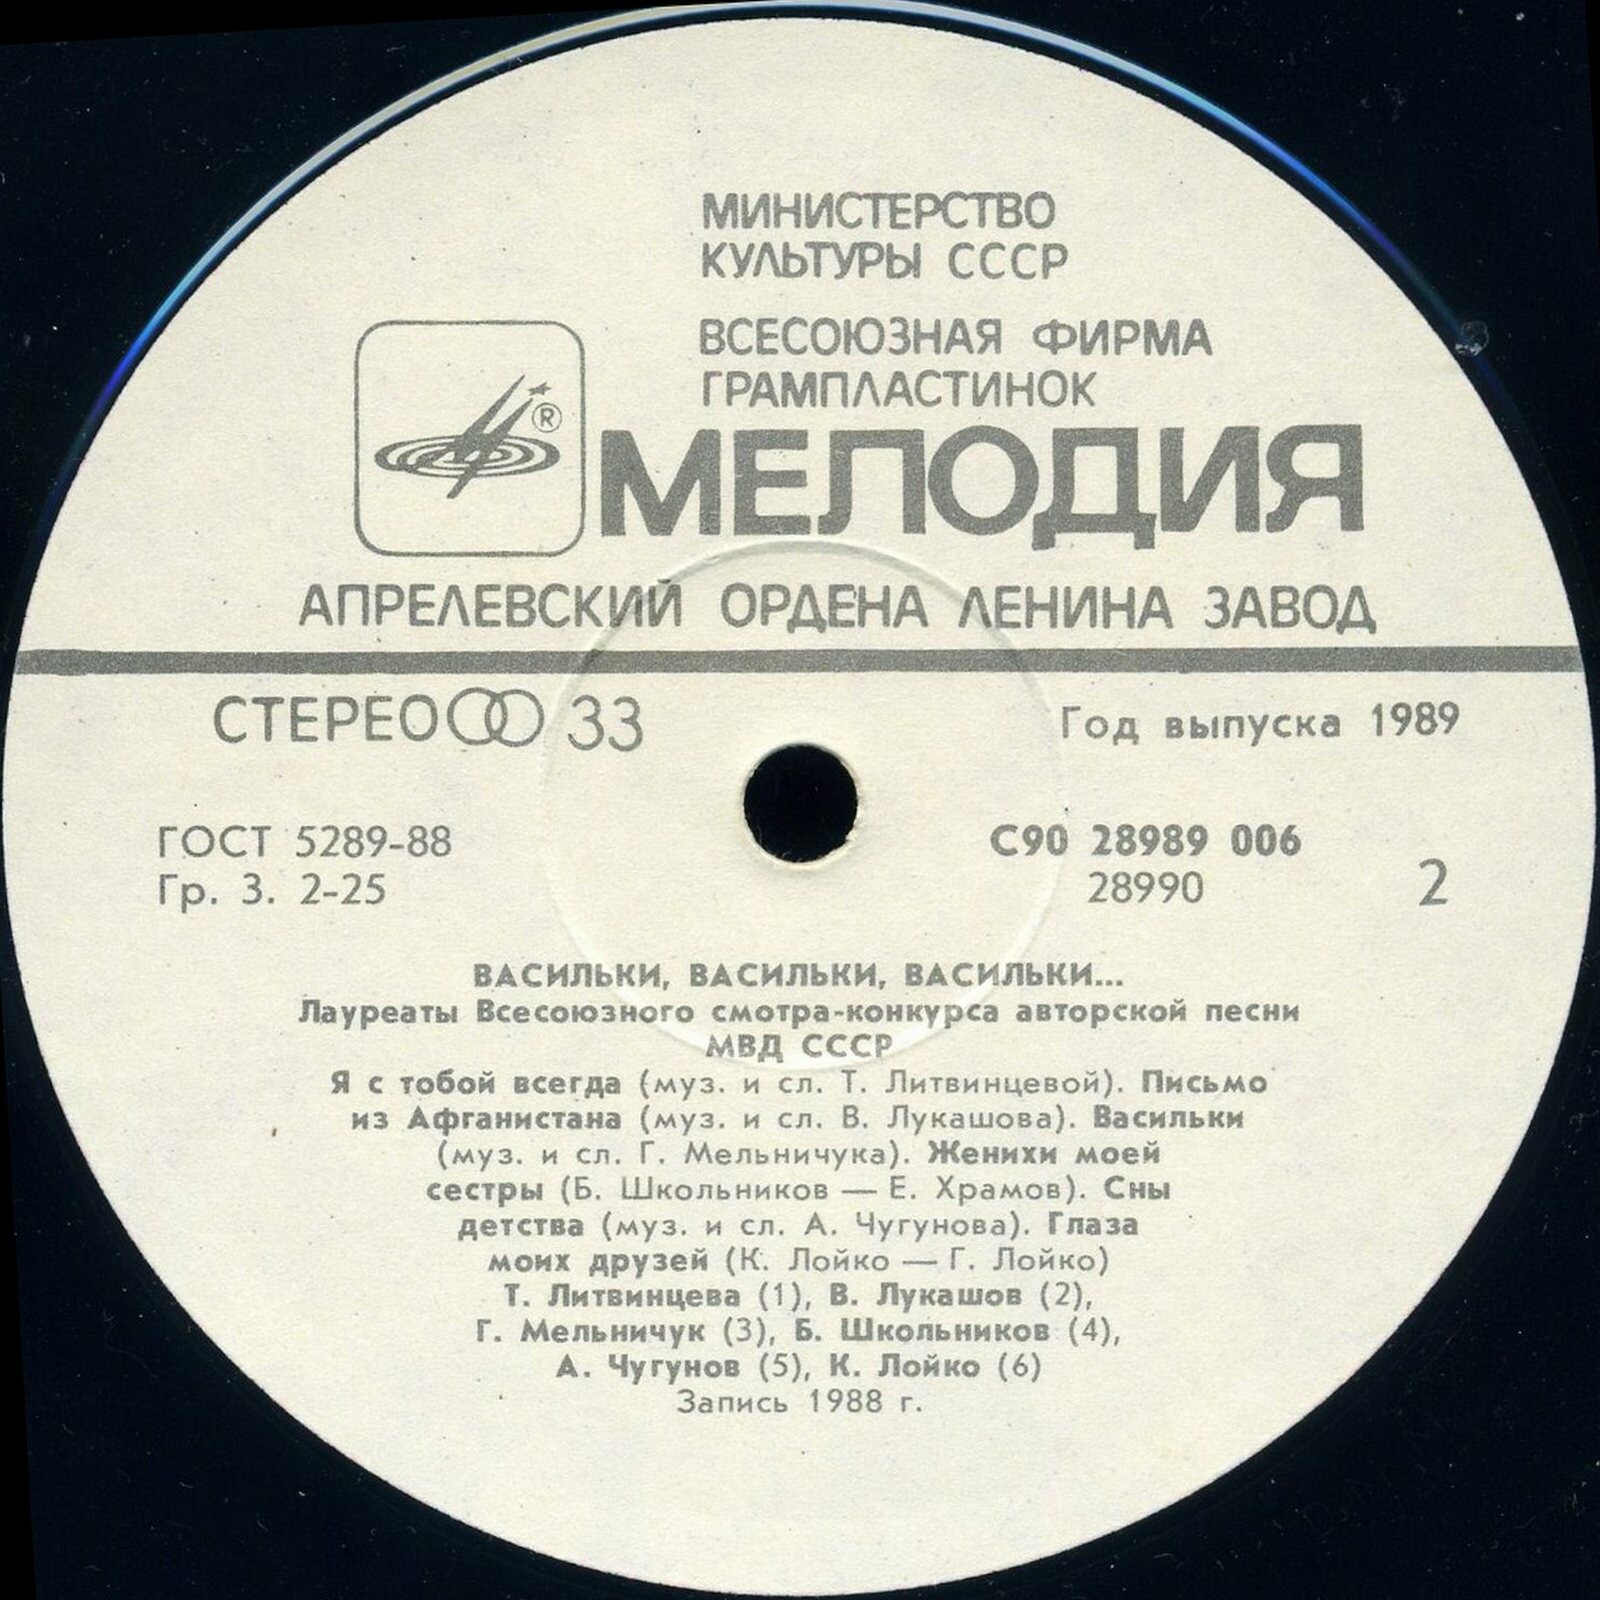 МИНИСТЕРСТВО
КУЛЬТУРЫ СССР
ВСЕСОЮЗНАЯ ФИРМА
ГРАМПЛАСТИНОК
®
МЕЛОДИЯ
АПРЕЛЕВСКИЙ ОРДЕНА ЛЕНИНА ЗАВОД
СТЕРЕО 33
Год выпуска 1989
ГОСТ 5289-88
Гр. 3. 2-25
С90 28989 006
28990
2
ВАСИЛЬКИ, ВАСИЛЬКИ, ВАСИЛЬКИ...
Лауреаты Всесоюзного смотра-конкурса авторской песни
МВД СССР
Я с тобой всегда (муз. и сл. Т. Литвинцевой). Письмо
из Афганистана (муз. и сл. В. Лукашова). Васильки
(муз. и сл. Г. Мельничука). Женихи моей
сестры (Б. Школьников — Е. Храмов). Сны
детства (муз. и сл. А. Чугунова). Глаза
моих друзей (К. Лойко — Г. Лойко)
Т. Литвинцева (1), В. Лукашов (2),
Г. Мельничук (3), Б. Школьников (4),
А. Чугунов (5), К. Лойко (6)
Запись 1988 г.